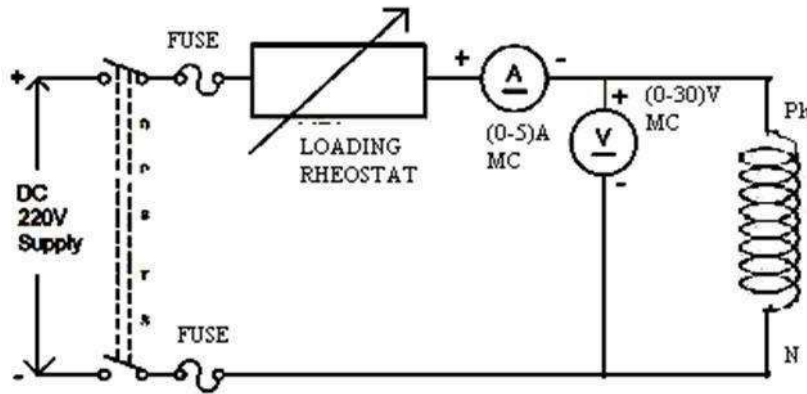 FUSE
+
+
A
-
+
(0-30)V
MC
Ph
(0-5)A
MC
V
-
LOADING
RHEOSTAT
DC
220V
Supply
FUSE
N
-